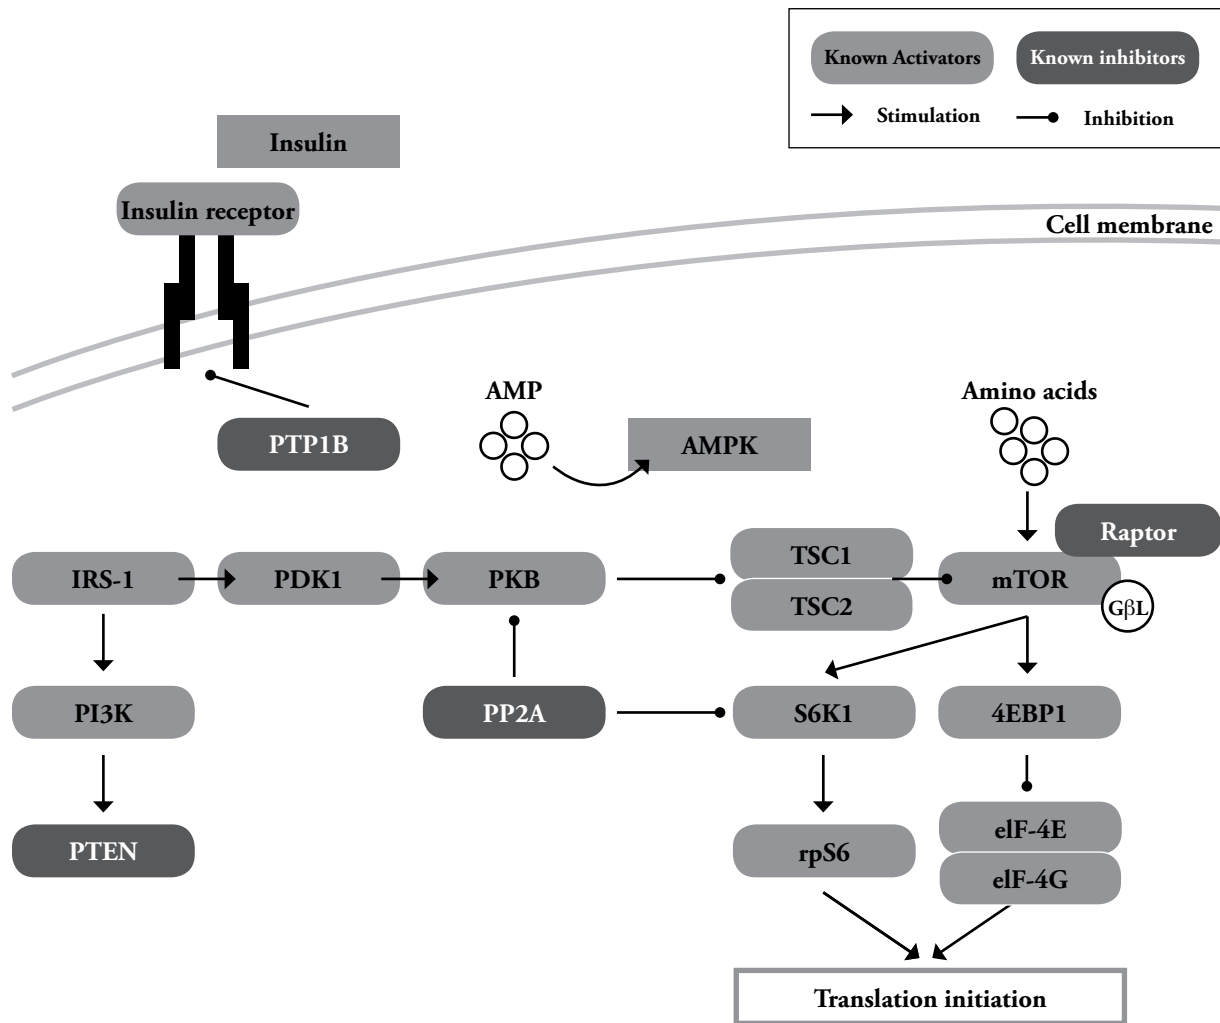 Known Activators
Known inhibitors
Stimulation
Inhibition
Insulin
Insulin receptor
Cell membrane
AMP
Amino acids
PTP1B
AMPK
Raptor
TSC1
IRS-1
PDK1
PKB
mTOR
TSC2
GβL
PI3K
PP2A
S6K1
4EBP1
elF-4E
PTEN
rpS6
elF-4G
Translation initiation